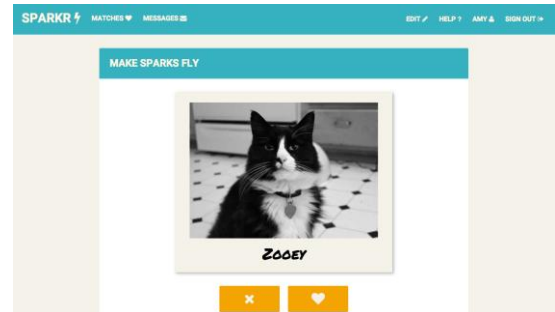 SPARKR MATCHES MESSAGES EDIT HELP ? AMY SIGN OUT
MAKE SPARKS FLY
ZOOEY